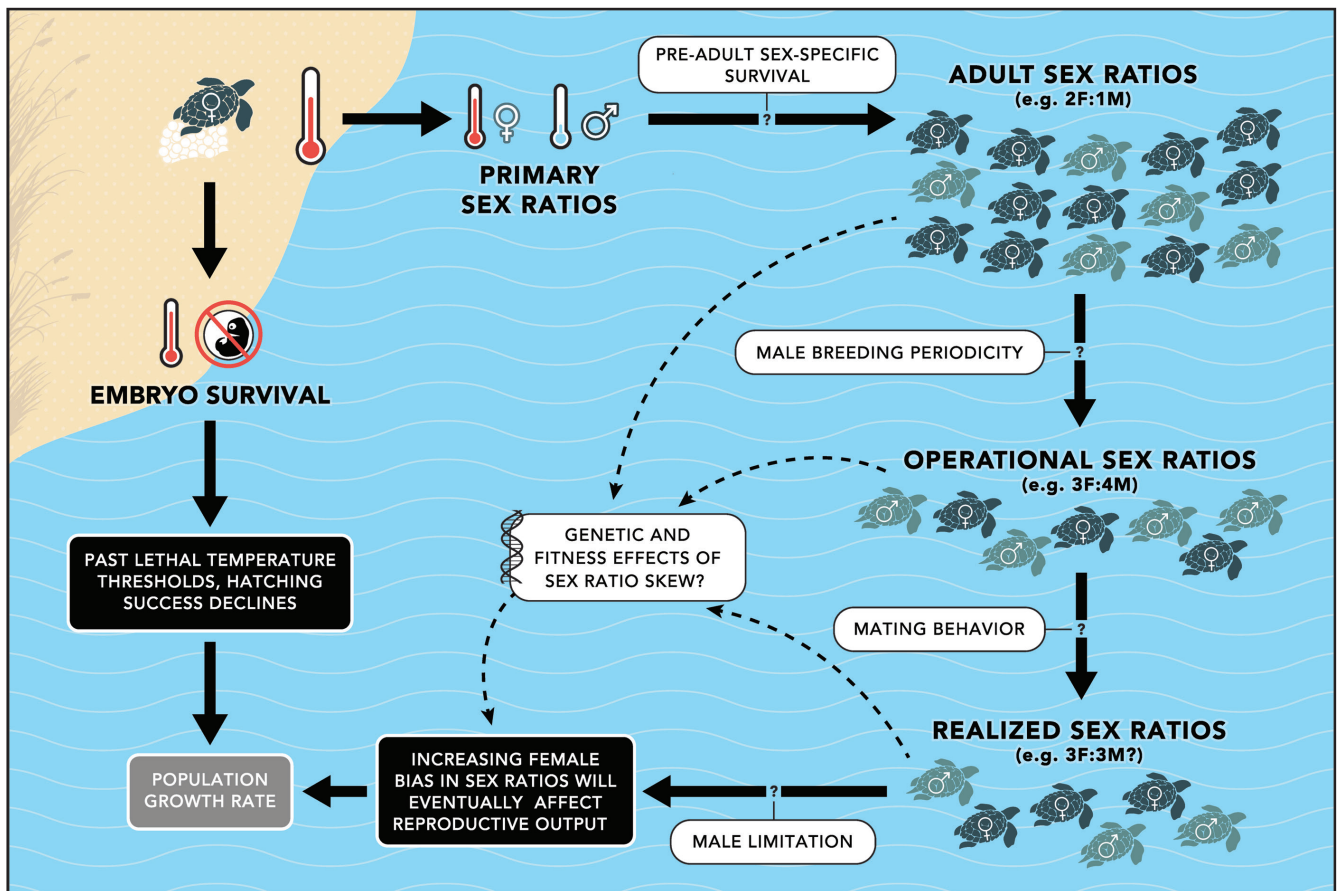 PRE-ADULT SEX-SPECIFIC
SURVIVAL
?
ADULT SEX RATIOS
(e.g. 2F:1M)
PRIMARY
SEX RATIOS
MALE BREEDING PERIODICITY
?
EMBRYO SURVIVAL
OPERATIONAL SEX RATIOS
(e.g. 3F:4M)
GENETIC AND
FITNESS EFFECTS OF
SEX RATIO SKEW?
PAST LETHAL TEMPERATURE
THRESHOLDS, HATCHING
SUCCESS DECLINES
MATING BEHAVIOR
?
REALIZED SEX RATIOS
(e.g. 3F:3M?)
POPULATION
GROWTH RATE
INCREASING FEMALE
BIAS IN SEX RATIOS WILL
EVENTUALLY AFFECT
REPRODUCTIVE OUTPUT
?
MALE LIMITATION